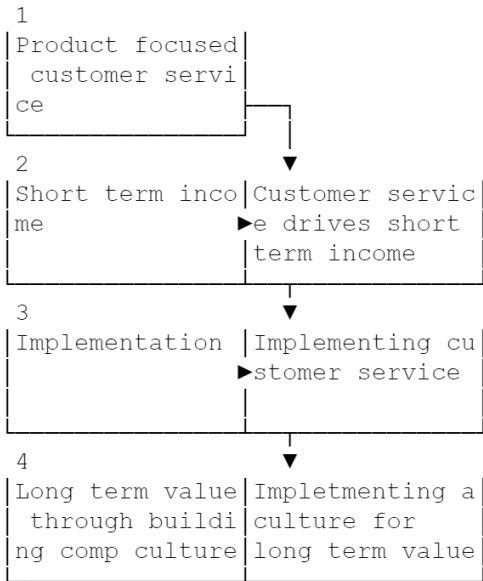 1
Product focused
customer servi
ce
2
Short term inco Customer servic
me ►e drives short
term income
3
Implementation Implementing cu
►stomer service
4
Long term value Impletmenting a
through buildi culture for
ng comp culture long term value